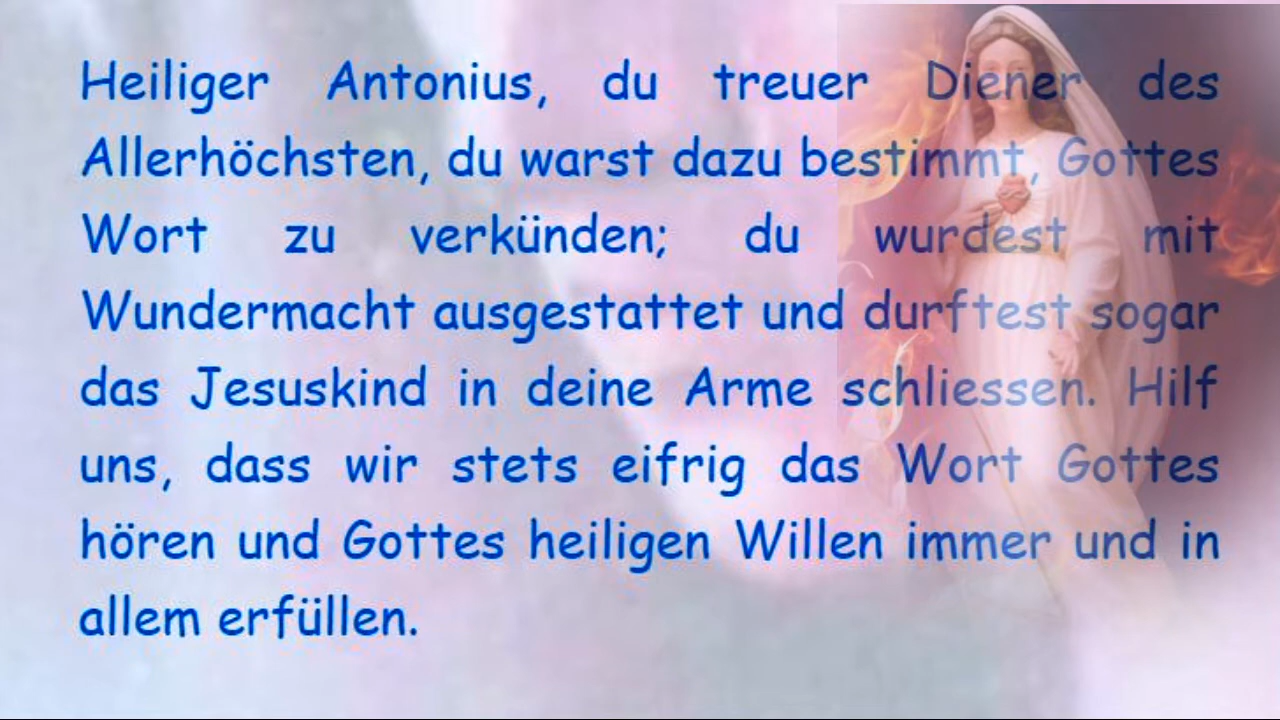 Heiliger Antonius, du treuer Diener des
Allerhöchsten, du warst dazu bestimmt, Gottes
Wort zu verkünden; du wurdest mit
Wundermacht ausgestattet und durftest sogar
das Jesuskind in deine Arme schliessen. Hilf
uns, dass wir stets eifrig das Wort Gottes
hören und Gottes heiligen Willen immer und in
allem erfüllen.